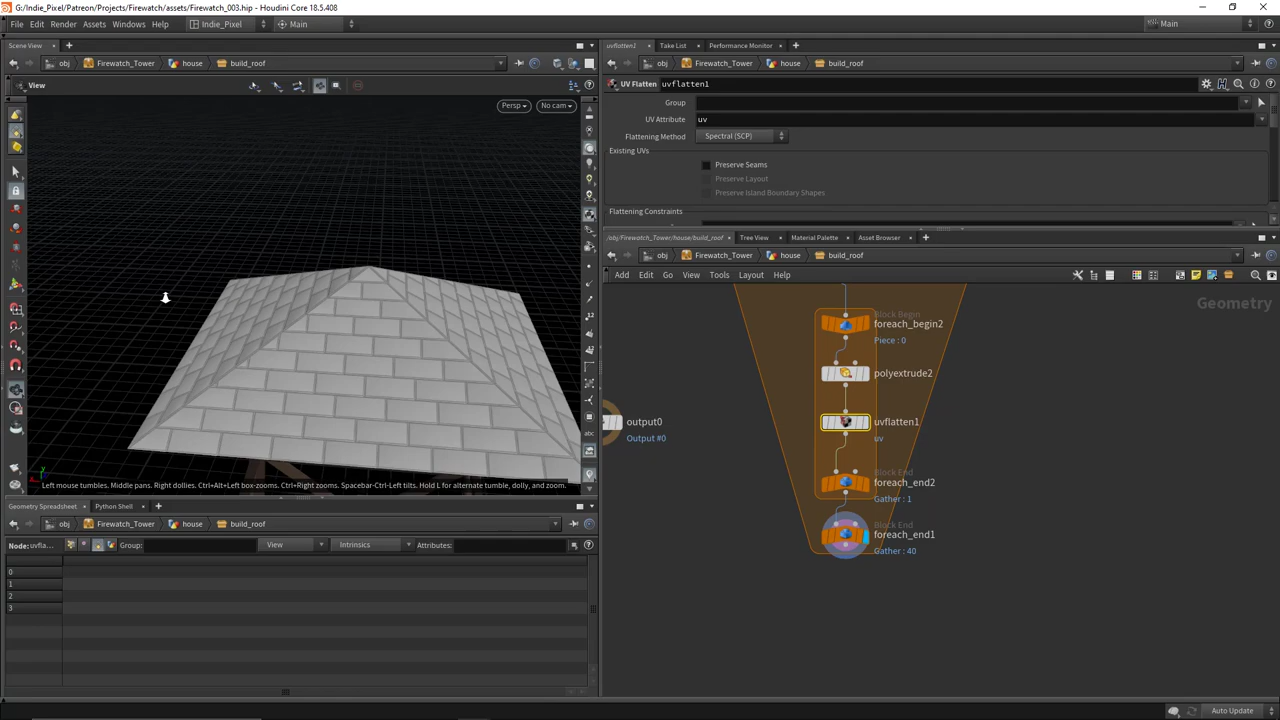 G:/Indie_Pixel/Patreon/Projects/Firewatch/assets/Firewatch_003.hip - Houdini Core 18.5.408
File Edit Render Assets Windows Help Indie_Pixel Main Main
Scene View
obj Firewatch_Tower house build_roof
View
Persp No cam
Left mouse tumbles. Middle pans. Right dollies. Ctrl+Alt+Left box-zooms. Ctrl+Right zooms. Spacebar-Ctrl-Left tilts. Hold L for alternate tumble, dolly, and zoom.
abc
Geometry Spreadsheet Python Shell
obj Firewatch_Tower house build_roof
Node: uvfla... Group: View Intrinsics Attributes:
0
1
2
3
uvflatten1 Take List Performance Monitor
obj Firewatch_Tower house build_roof
UV Flatten uvflatten1
Group
UV Attribute uv
Flattening Method Spectral (SCP)
Existing UVs
Preserve Seams
Preserve Layout
Preserve Island Boundary Shapes
Flattening Constraints
/obj/Firewatch_Tower/house/build_roof Tree View Material Palette Asset Browser
obj Firewatch_Tower house build_roof
Add Edit Go View Tools Layout Help
Geometry
Block Begin
foreach_begin2
Piece : 0
polyextrude2
uvflatten1
uv
output0
Output #0
Block End
foreach_end2
Gather : 1
Block End
foreach_end1
Gather : 40
Auto Update